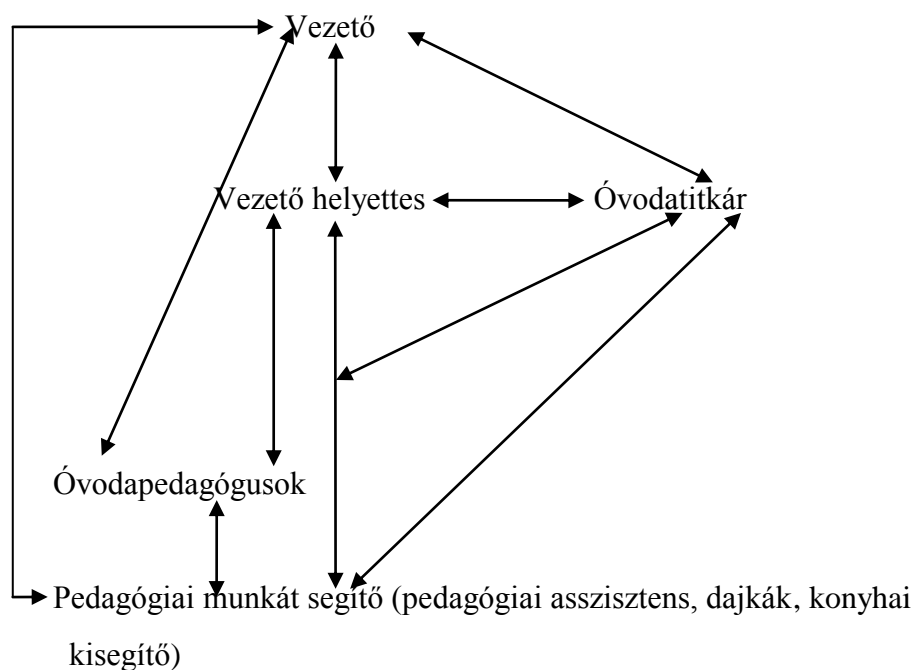 Vezető
Vezető helyettes
Óvodatitkár
Óvodapedagógusok
Pedagógiai munkát segítő (pedagógiai asszisztens, dajkák, konyhai
kisegítő)